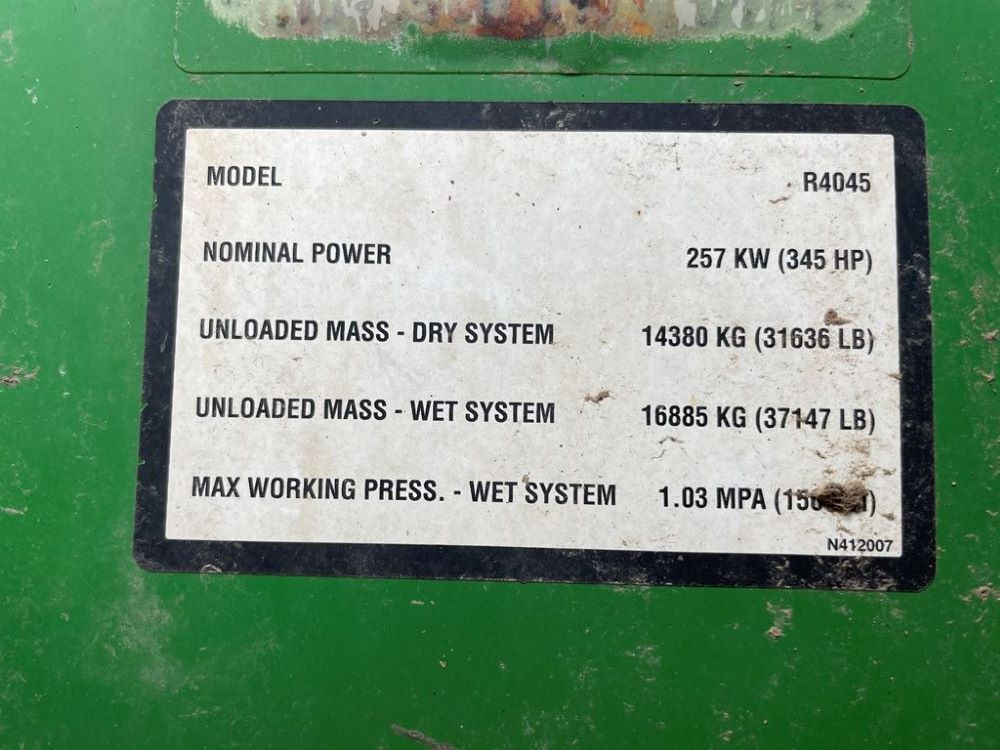 MODEL R4045
NOMINAL POWER 257 KW (345 HP)
UNLOADED MASS - DRY SYSTEM 14380 KG (31636 LB)
UNLOADED MASS - WET SYSTEM 16885 KG (37147 LB)
MAX WORKING PRESS. - WET SYSTEM 1.03 MPA
N412007